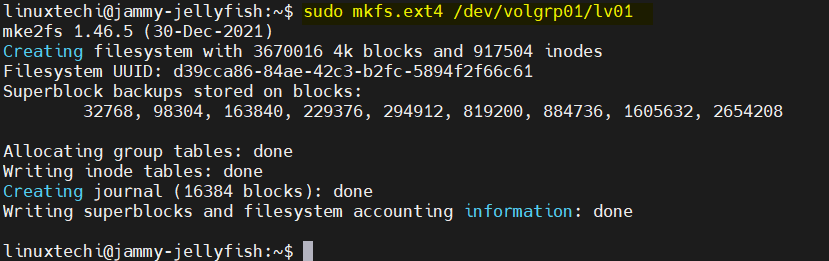 linuxtechi@jammy-jellyfish:~$ sudo mkfs.ext4 /dev/volgrp01/lv01
mke2fs 1.46.5 (30-Dec-2021)
Creating filesystem with 3670016 4k blocks and 917504 inodes
Filesystem UUID: d39cca86-84ae-42c3-b2fc-5894f2f66c61
Superblock backups stored on blocks:
        32768, 98304, 163840, 229376, 294912, 819200, 884736, 1605632, 2654208

Allocating group tables: done
Writing inode tables: done
Creating journal (16384 blocks): done
Writing superblocks and filesystem accounting information: done

linuxtechi@jammy-jellyfish:~$